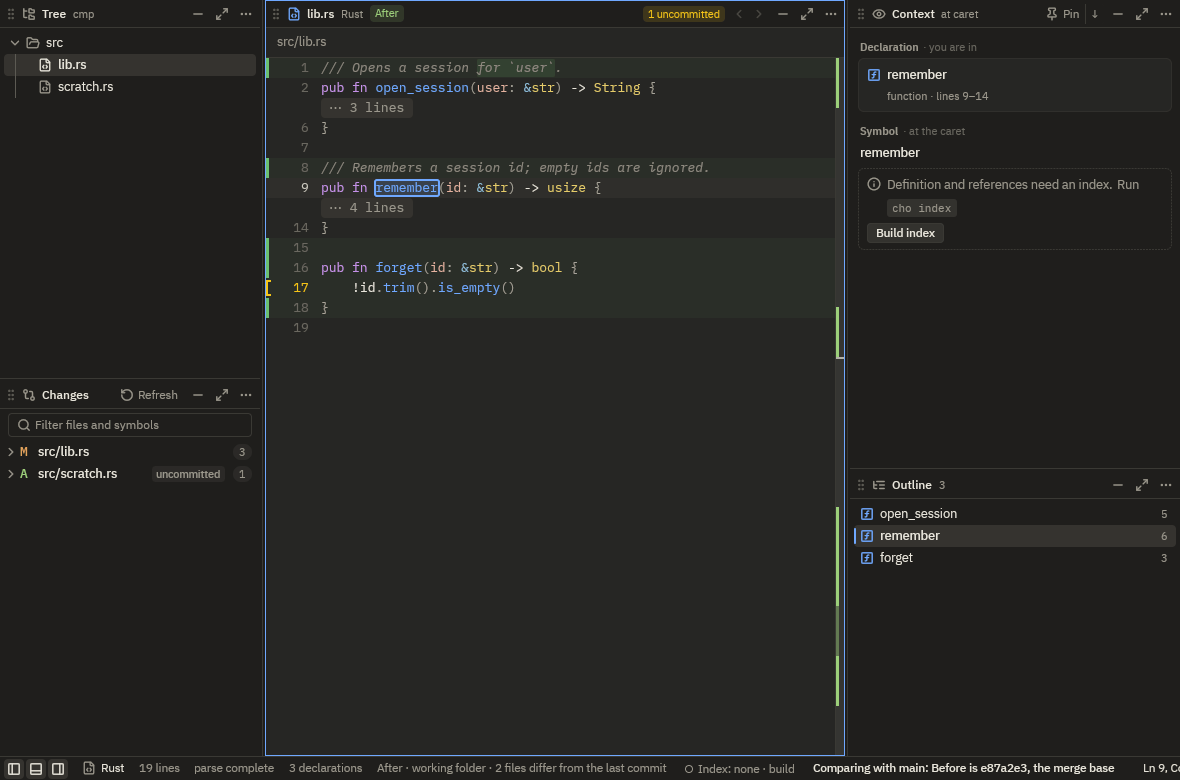 Tree cmp
src
lib.rs
scratch.rs
Changes Refresh
Filter files and symbols
M src/lib.rs 3
A src/scratch.rs uncommitted 1
lib.rs Rust After 1 uncommitted
src/lib.rs
1 /// Opens a session for `user`.
2 pub fn open_session(user: &str) -> String {
··· 3 lines
6 }
7
8 /// Remembers a session id; empty ids are ignored.
9 pub fn remember(id: &str) -> usize {
··· 4 lines
14 }
15
16 pub fn forget(id: &str) -> bool {
17 !id.trim().is_empty()
18 }
19
Context at caret Pin ↓
Declaration · you are in
remember
function · lines 9–14
Symbol · at the caret
remember
Definition and references need an index. Run
cho index
Build index
Outline 3
open_session 5
remember 6
forget 3
Rust 19 lines parse complete 3 declarations After · working folder · 2 files differ from the last commit Index: none · build Comparing with main: Before is e87a2e3, the merge base Ln 9,